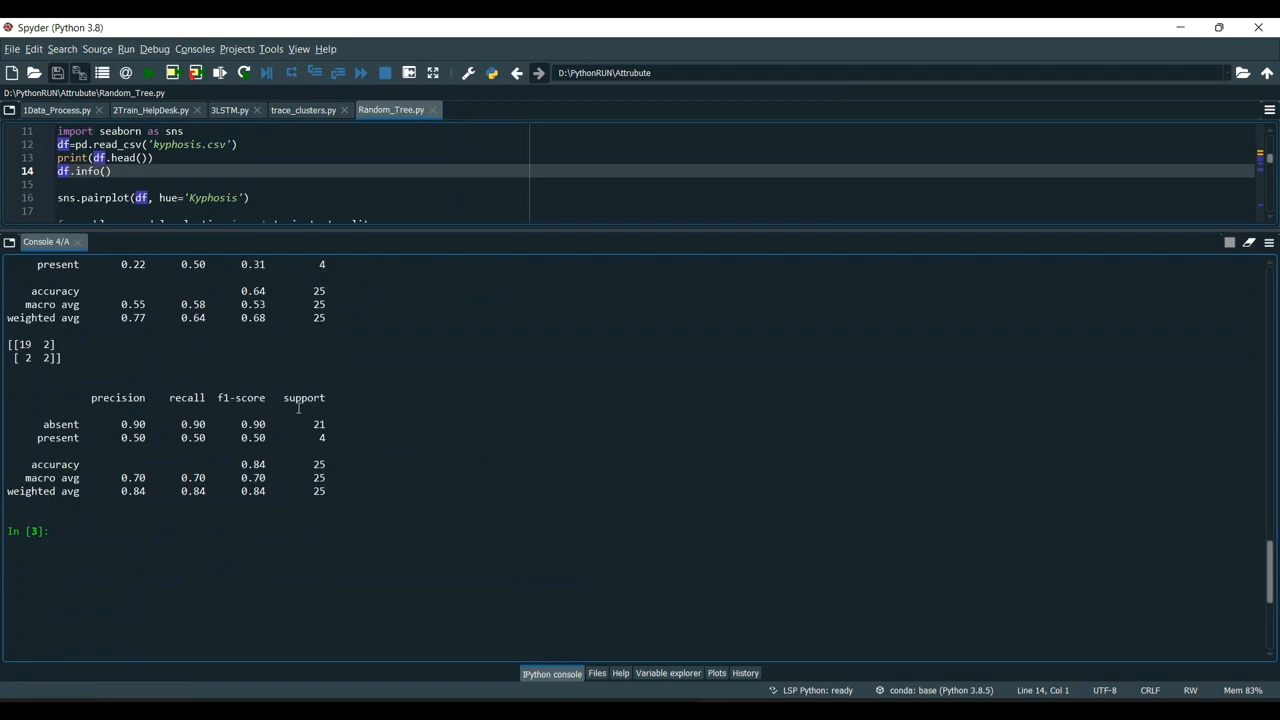 Spyder (Python 3.8)
File Edit Search Source Run Debug Consoles Projects Tools View Help
D:\PythonRUN\Attrubute
D:\PythonRUN\Attrubute\Random_Tree.py
1Data_Process.py 2Train_HelpDesk.py 3LSTM.py trace_clusters.py Random_Tree.py
11 import seaborn as sns
12 df=pd.read_csv('kyphosis.csv')
13 print(df.head())
14 df.info()
15
16 sns.pairplot(df, hue='Kyphosis')
17
Console 4/A
present 0.22 0.50 0.31 4
accuracy 0.64 25
macro avg 0.55 0.58 0.53 25
weighted avg 0.77 0.64 0.68 25
[[19 2]
[ 2 2]]
precision recall f1-score support
absent 0.90 0.90 0.90 21
present 0.50 0.50 0.50 4
accuracy 0.84 25
macro avg 0.70 0.70 0.70 25
weighted avg 0.84 0.84 0.84 25
In [3]:
IPython console Files Help Variable explorer Plots History
LSP Python: ready conda: base (Python 3.8.5) Line 14, Col 1 UTF-8 CRLF RW Mem 83%